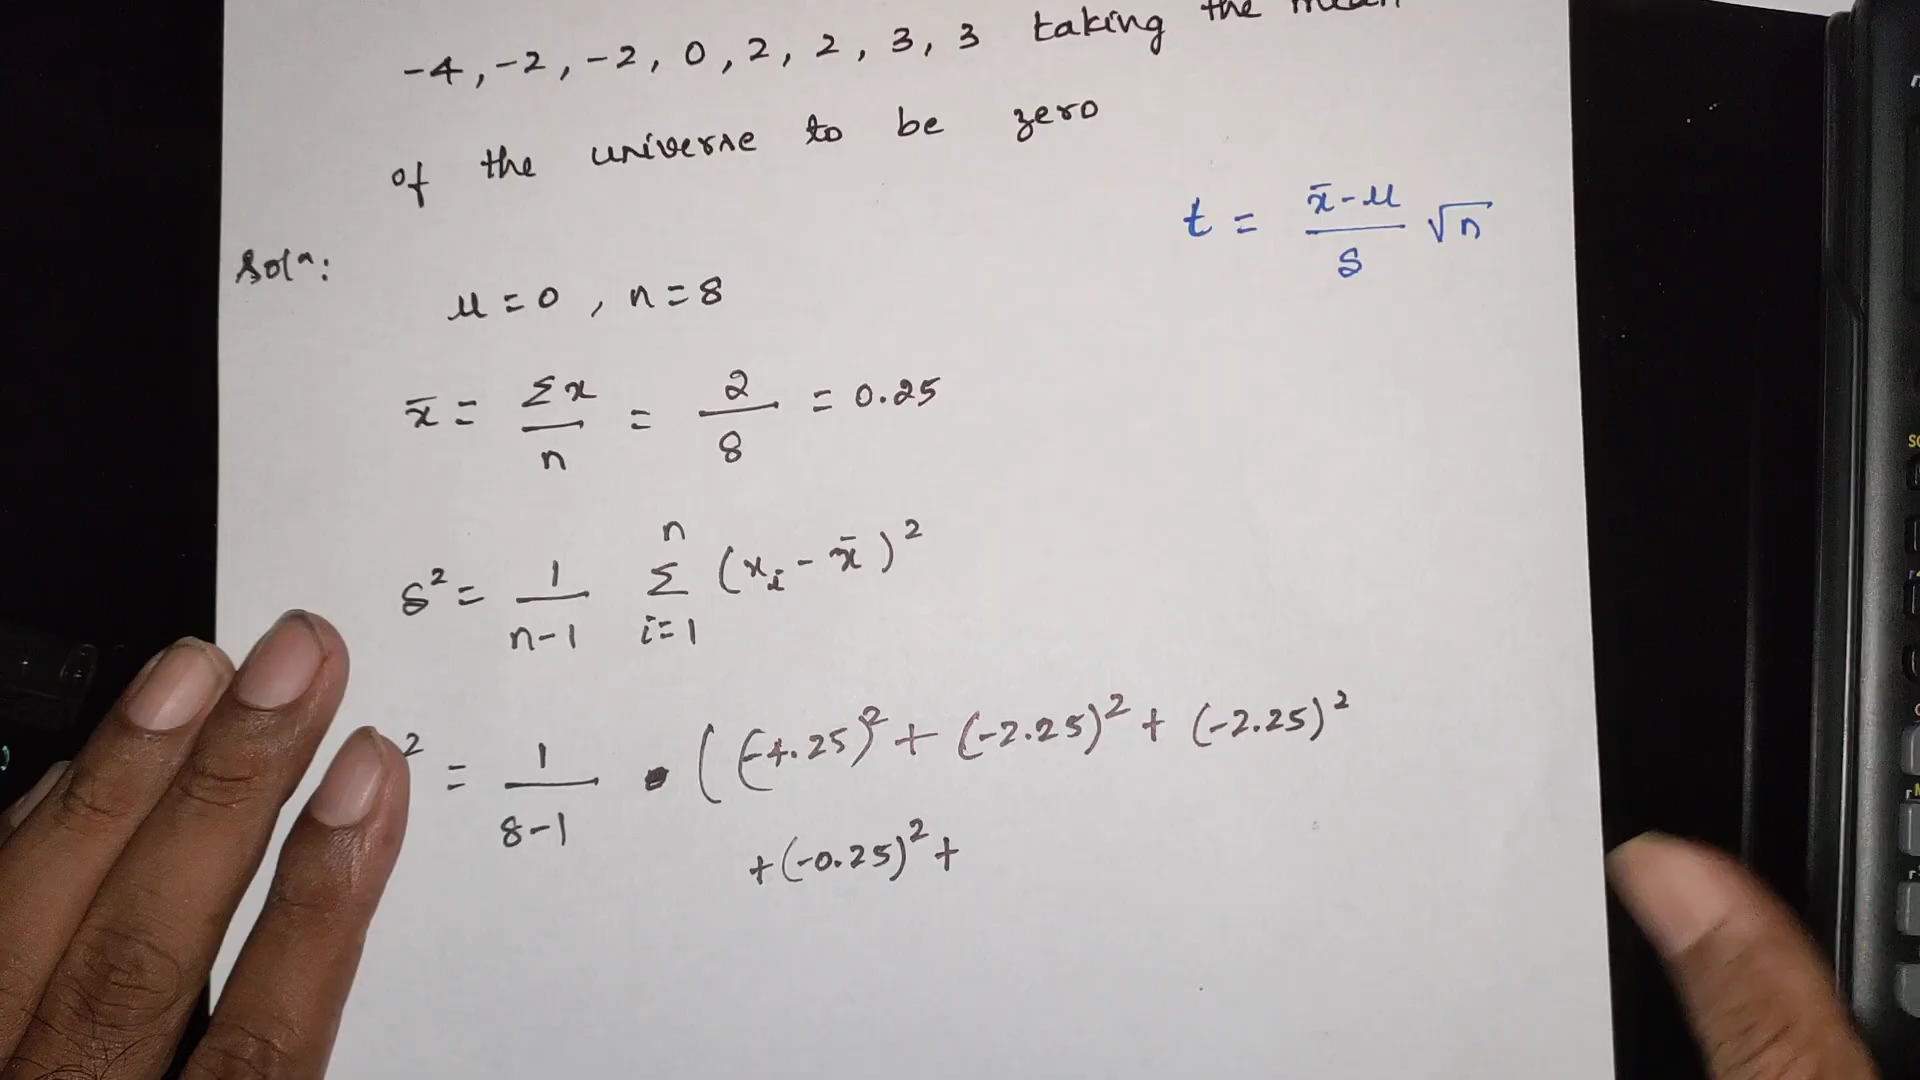 -4, -2, -2, 0, 2, 2, 3, 3 taking the mean
of the universe to be zero
t = x̄-μ / s √n
Solⁿ:
μ = 0 , n = 8
x̄ = Σx / n = 2 / 8 = 0.25
s² = 1 / n-1 n Σ i=1 (xᵢ - x̄)²
² = 1 / 8-1 ((-4.25)² + (-2.25)² + (-2.25)²
+ (-0.25)² +